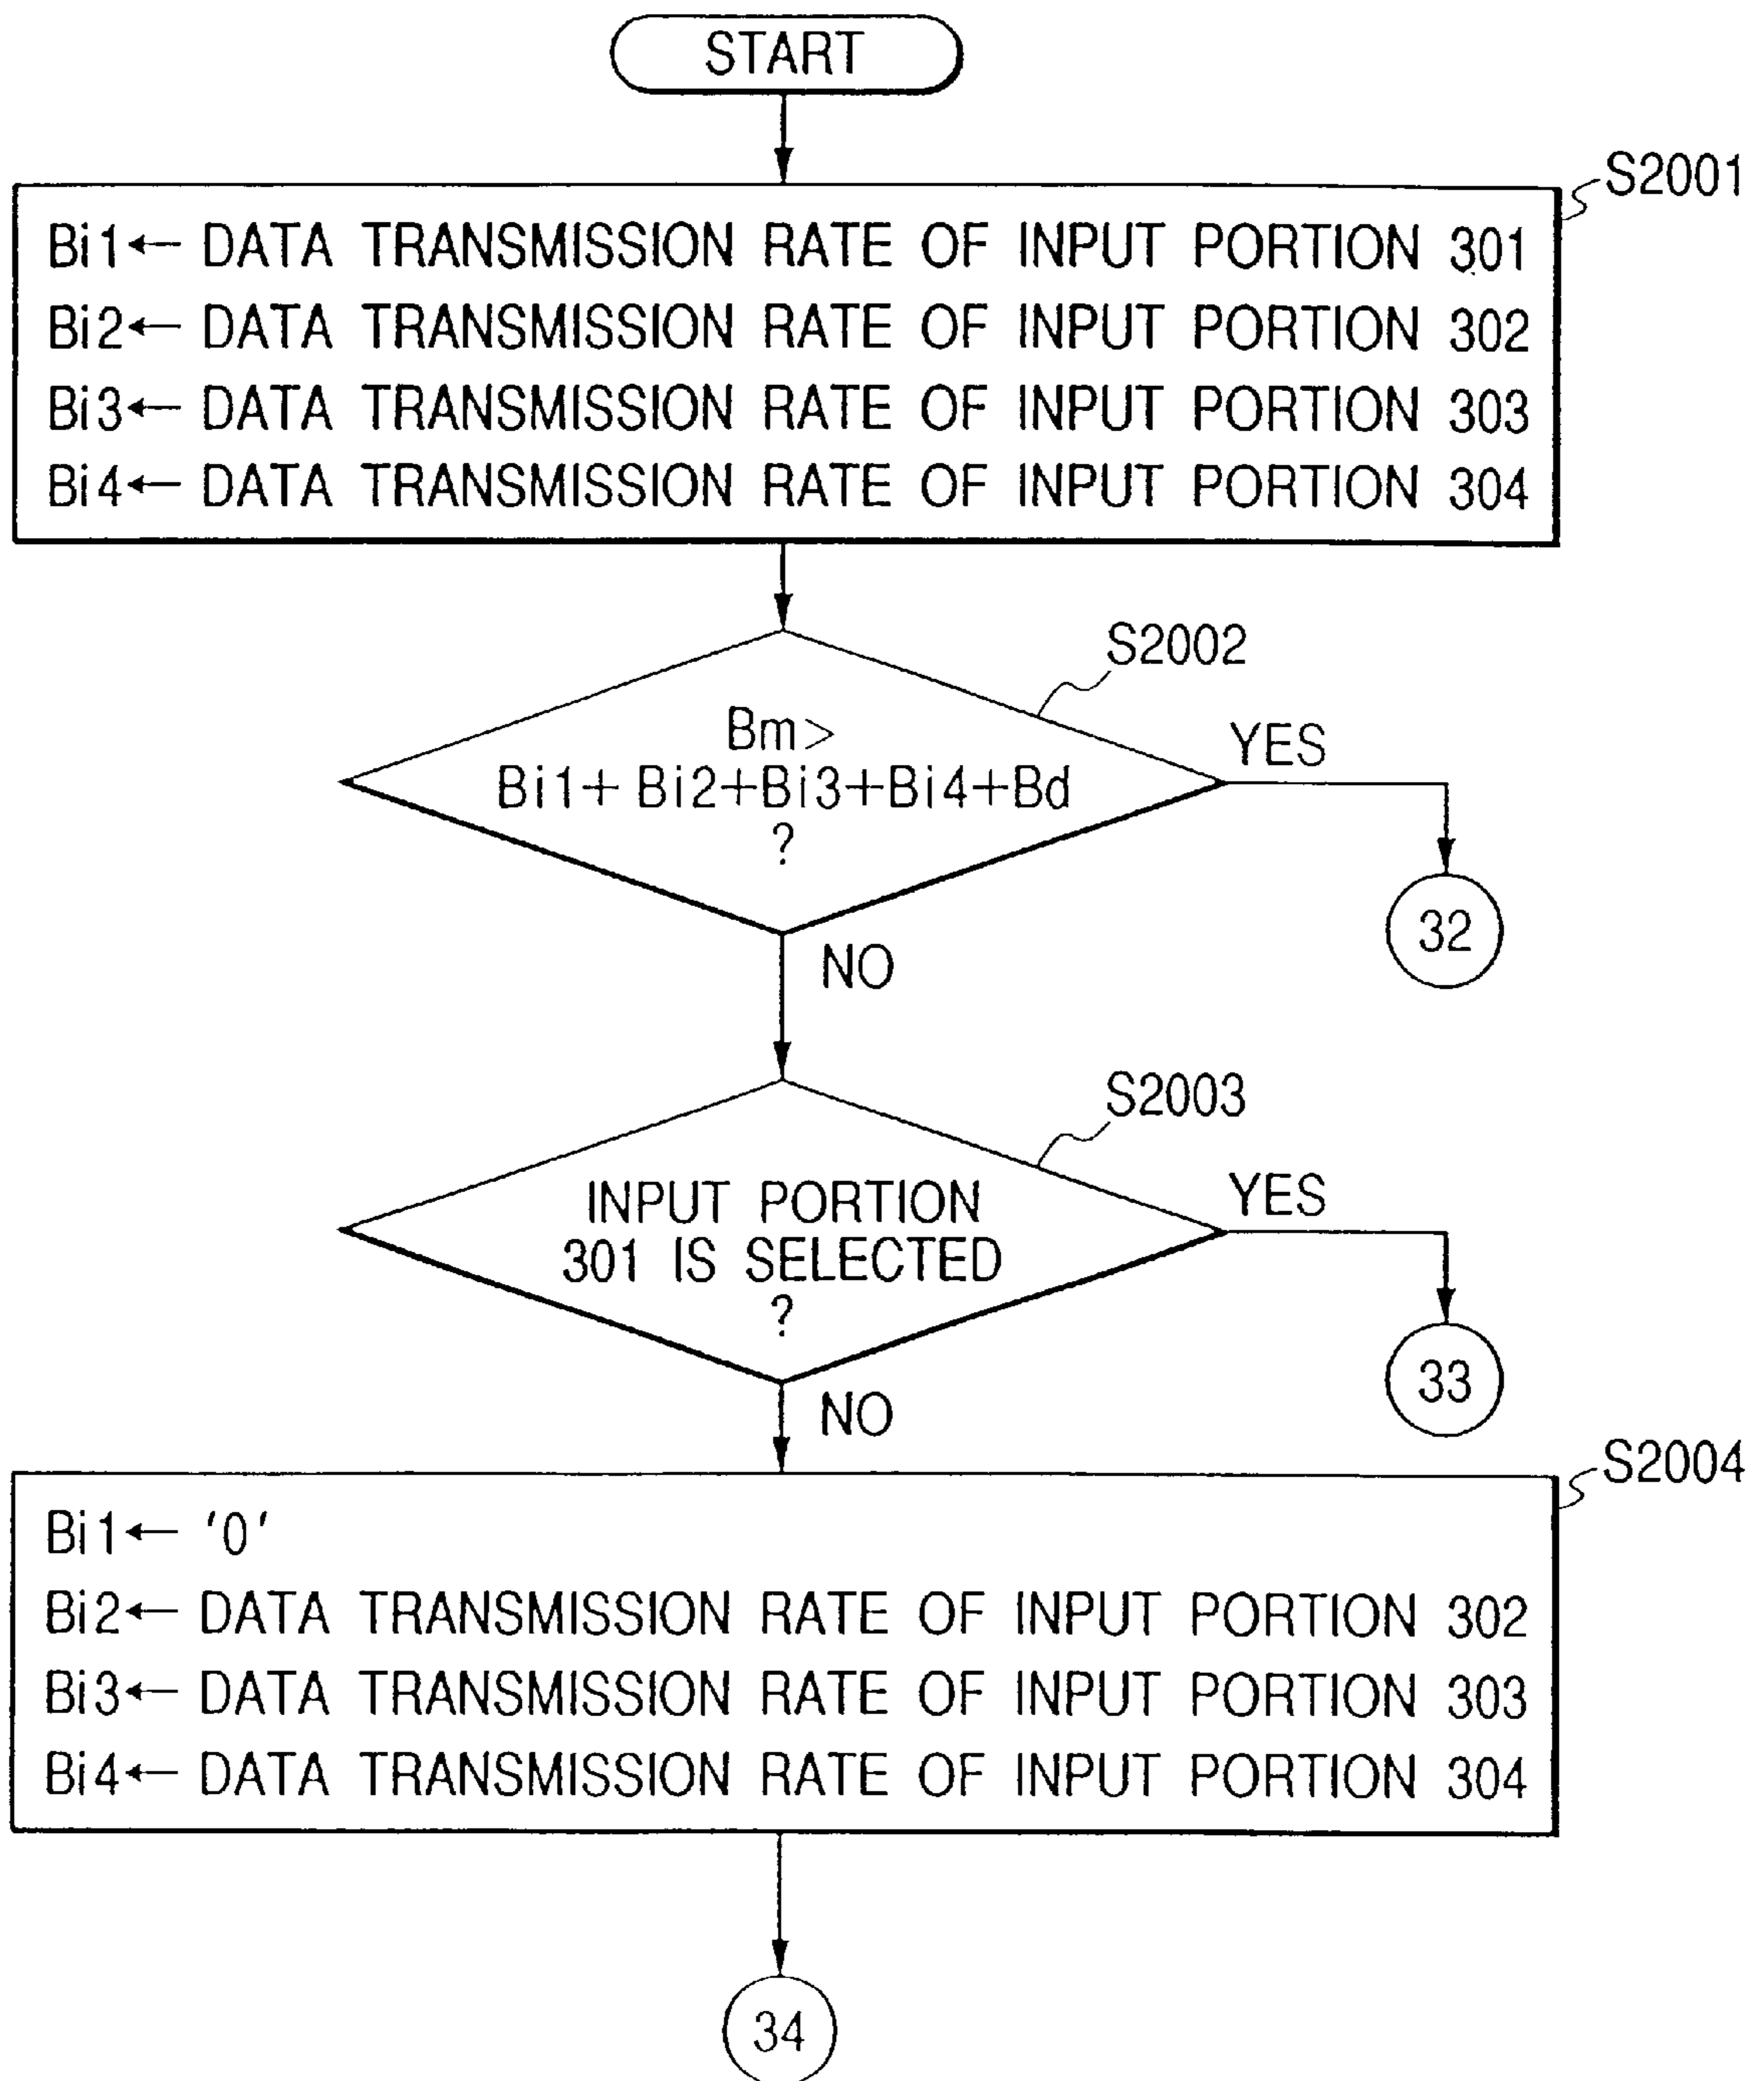 START
S2001
Bi1← DATA TRANSMISSION RATE OF INPUT PORTION 301
Bi2← DATA TRANSMISSION RATE OF INPUT PORTION 302
Bi3← DATA TRANSMISSION RATE OF INPUT PORTION 303
Bi4← DATA TRANSMISSION RATE OF INPUT PORTION 304
S2002
Bm>
Bi1+ Bi2+Bi3+Bi4+Bd
?
YES
32
NO
S2003
INPUT PORTION
301 IS SELECTED
?
YES
33
NO
S2004
Bi1← '0'
Bi2← DATA TRANSMISSION RATE OF INPUT PORTION 302
Bi3← DATA TRANSMISSION RATE OF INPUT PORTION 303
Bi4← DATA TRANSMISSION RATE OF INPUT PORTION 304
34